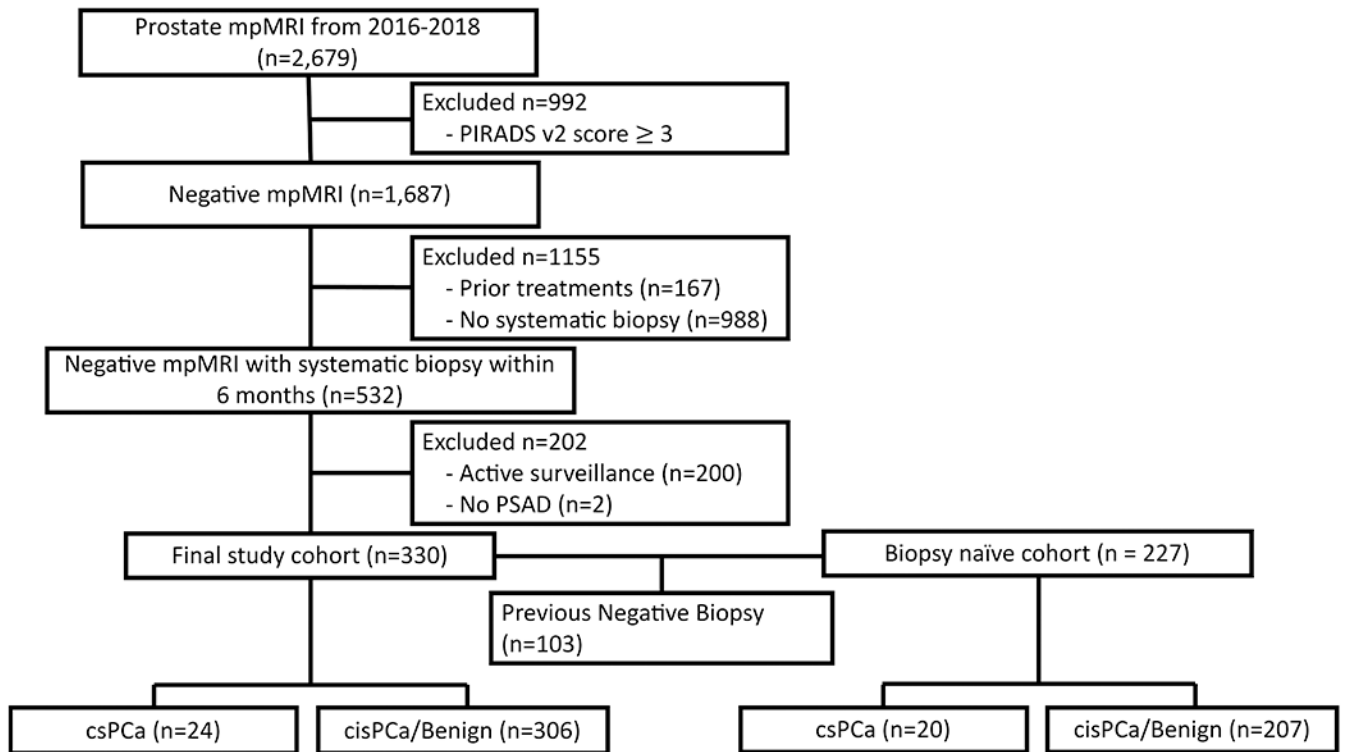 Prostate mpMRI from 2016-2018
(n=2,679)
Excluded n=992
- PIRADS v2 score ≥ 3
Negative mpMRI (n=1,687)
Excluded n=1155
- Prior treatments (n=167)
- No systematic biopsy (n=988)
Negative mpMRI with systematic biopsy within
6 months (n=532)
Excluded n=202
- Active surveillance (n=200)
- No PSAD (n=2)
Final study cohort (n=330)
Biopsy naïve cohort (n = 227)
Previous Negative Biopsy
(n=103)
csPCa (n=24)
cisPCa/Benign (n=306)
csPCa (n=20)
cisPCa/Benign (n=207)